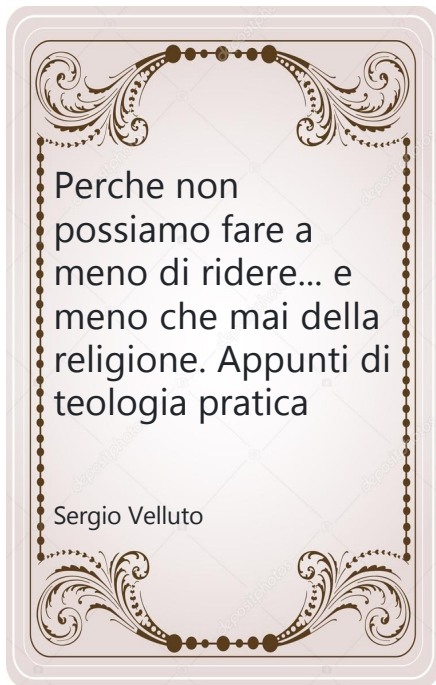 Perche non
possiamo fare a
meno di ridere... e
meno che mai della
religione. Appunti di
teologia pratica
Sergio Velluto